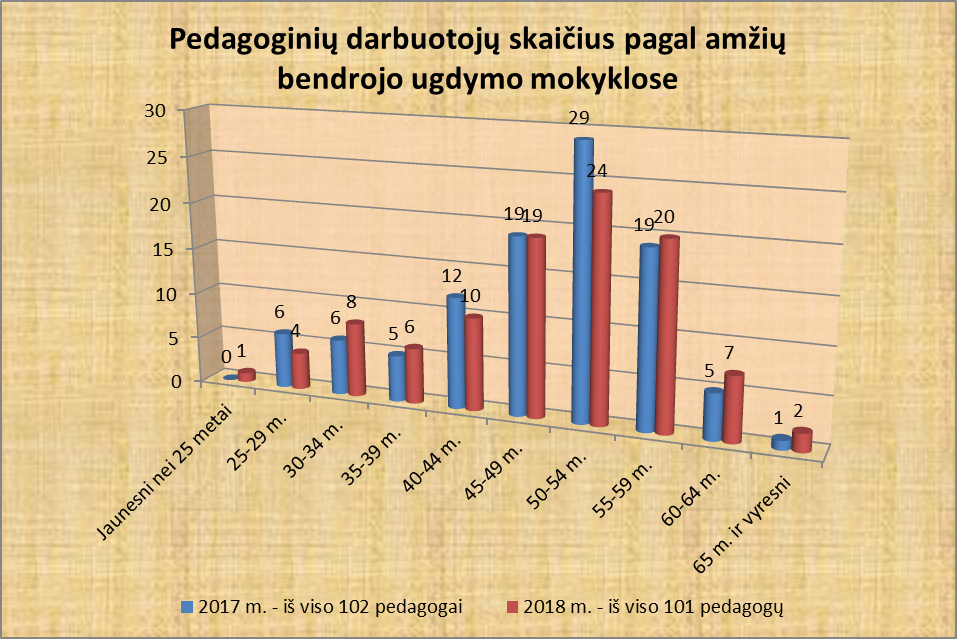 Pedagoginių darbuotojų skaičius pagal amžių
bendrojo ugdymo mokyklose
30
25
20
15
10
5
0
0 1
6 4
6 8
5 6
12 10
19 19
29 24
19 20
5 7
1 2
Jaunesni nei 25 metai
25-29 m.
30-34 m.
35-39 m.
40-44 m.
45-49 m.
50-54 m.
55-59 m.
60-64 m.
65 m. ir vyresni
2017 m. - iš viso 102 pedagogai
2018 m. - iš viso 101 pedagogų